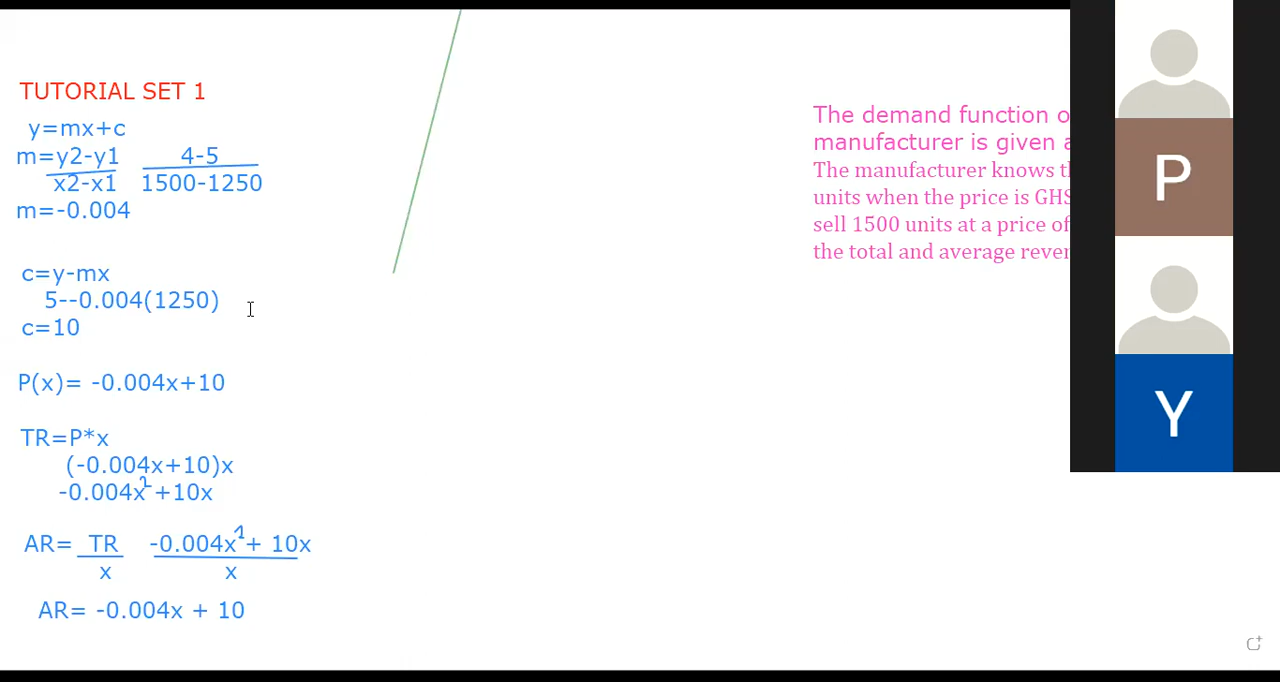 TUTORIAL SET 1
y=mx+c
m=y2-y1 4-5
x2-x1 1500-1250
m=-0.004
c=y-mx
5--0.004(1250)
c=10
P(x)= -0.004x+10
TR=P*x
(-0.004x+10)x
-0.004x²+10x
AR= TR -0.004x²+ 10x
x x
AR= -0.004x + 10
The demand function o
manufacturer is given a
The manufacturer knows th
units when the price is GHS
sell 1500 units at a price of
the total and average reven
P
Y